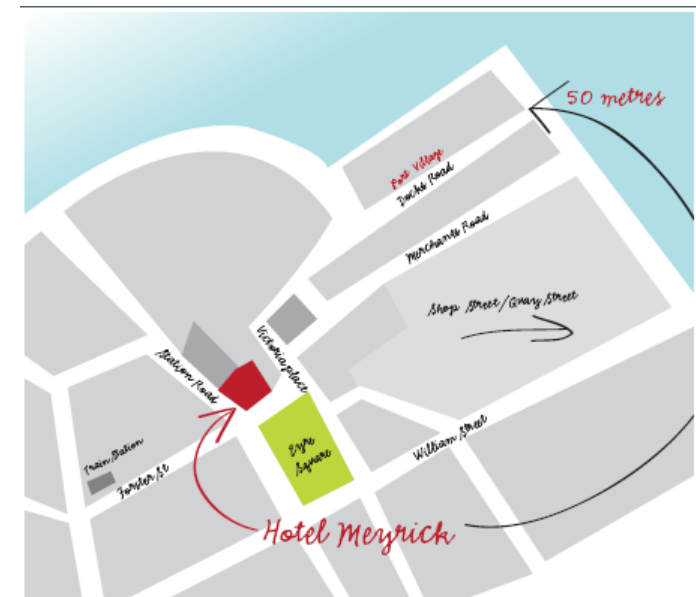 50 metres
Port Village
Docks Road
Merchants Road
Shop Street/Quay Street
Victoria place
Station Road
Eyre
Square
William Street
Train Station
Forster St
Hotel Meyrick